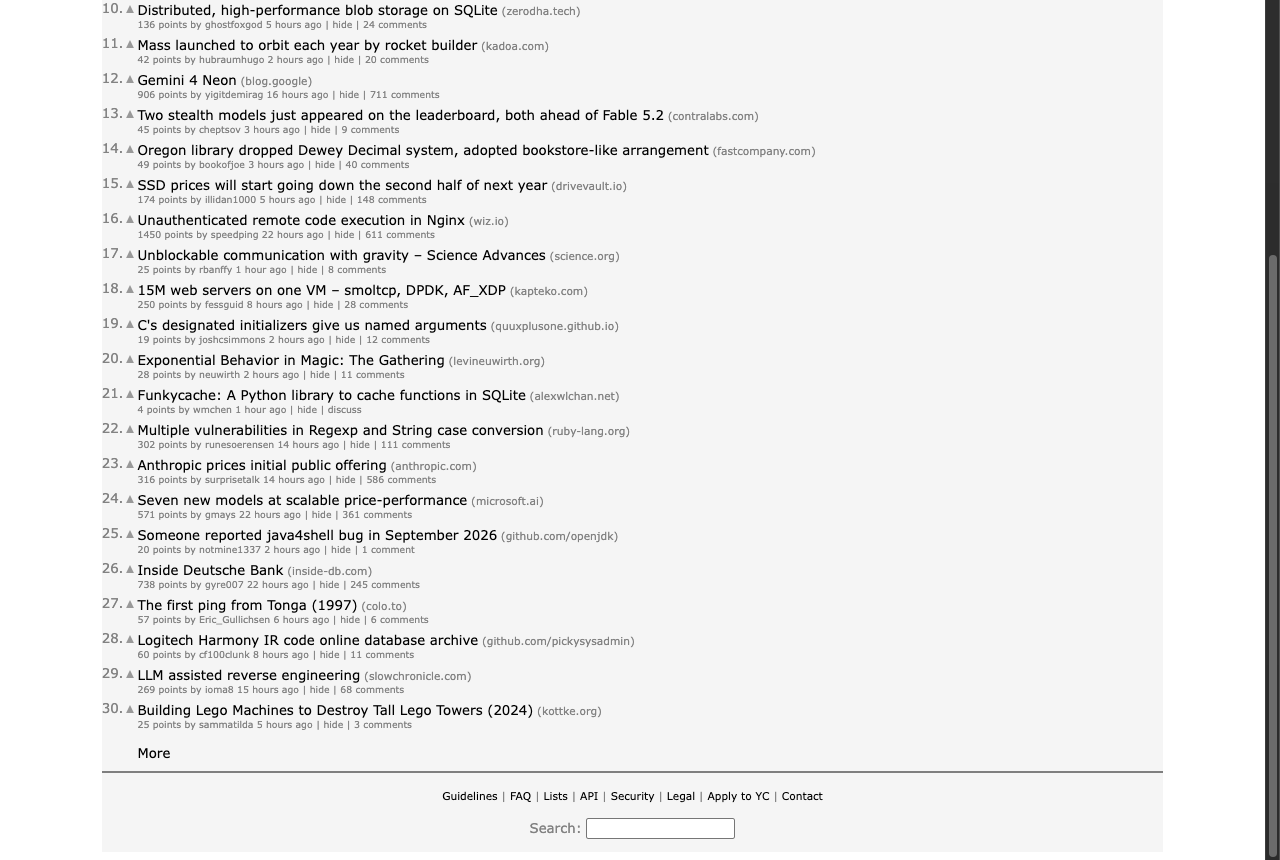 10. ▲ Distributed, high-performance blob storage on SQLite (zerodha.tech)
136 points by ghostfoxgod 5 hours ago | hide | 24 comments
11. ▲ Mass launched to orbit each year by rocket builder (kadoa.com)
42 points by hubraumhugo 2 hours ago | hide | 20 comments
12. ▲ Gemini 4 Neon (blog.google)
906 points by yigitdemirag 16 hours ago | hide | 711 comments
13. ▲ Two stealth models just appeared on the leaderboard, both ahead of Fable 5.2 (contralabs.com)
45 points by cheptsov 3 hours ago | hide | 9 comments
14. ▲ Oregon library dropped Dewey Decimal system, adopted bookstore-like arrangement (fastcompany.com)
49 points by bookofjoe 3 hours ago | hide | 40 comments
15. ▲ SSD prices will start going down the second half of next year (drivevault.io)
174 points by illidan1000 5 hours ago | hide | 148 comments
16. ▲ Unauthenticated remote code execution in Nginx (wiz.io)
1450 points by speedping 22 hours ago | hide | 611 comments
17. ▲ Unblockable communication with gravity – Science Advances (science.org)
25 points by rbanffy 1 hour ago | hide | 8 comments
18. ▲ 15M web servers on one VM – smoltcp, DPDK, AF_XDP (kapteko.com)
250 points by fessguid 8 hours ago | hide | 28 comments
19. ▲ C's designated initializers give us named arguments (quuxplusone.github.io)
19 points by joshcsimmons 2 hours ago | hide | 12 comments
20. ▲ Exponential Behavior in Magic: The Gathering (levineuwirth.org)
28 points by neuwirth 2 hours ago | hide | 11 comments
21. ▲ Funkycache: A Python library to cache functions in SQLite (alexwlchan.net)
4 points by wmchen 1 hour ago | hide | discuss
22. ▲ Multiple vulnerabilities in Regexp and String case conversion (ruby-lang.org)
302 points by runesoerensen 14 hours ago | hide | 111 comments
23. ▲ Anthropic prices initial public offering (anthropic.com)
316 points by surprisetalk 14 hours ago | hide | 586 comments
24. ▲ Seven new models at scalable price-performance (microsoft.ai)
571 points by gmays 22 hours ago | hide | 361 comments
25. ▲ Someone reported java4shell bug in September 2026 (github.com/openjdk)
20 points by notmine1337 2 hours ago | hide | 1 comment
26. ▲ Inside Deutsche Bank (inside-db.com)
738 points by gyre007 22 hours ago | hide | 245 comments
27. ▲ The first ping from Tonga (1997) (colo.to)
57 points by Eric_Gullichsen 6 hours ago | hide | 6 comments
28. ▲ Logitech Harmony IR code online database archive (github.com/pickysysadmin)
60 points by cf100clunk 8 hours ago | hide | 11 comments
29. ▲ LLM assisted reverse engineering (slowchronicle.com)
269 points by ioma8 15 hours ago | hide | 68 comments
30. ▲ Building Lego Machines to Destroy Tall Lego Towers (2024) (kottke.org)
25 points by sammatilda 5 hours ago | hide | 3 comments
More
Guidelines | FAQ | Lists | API | Security | Legal | Apply to YC | Contact
Search: